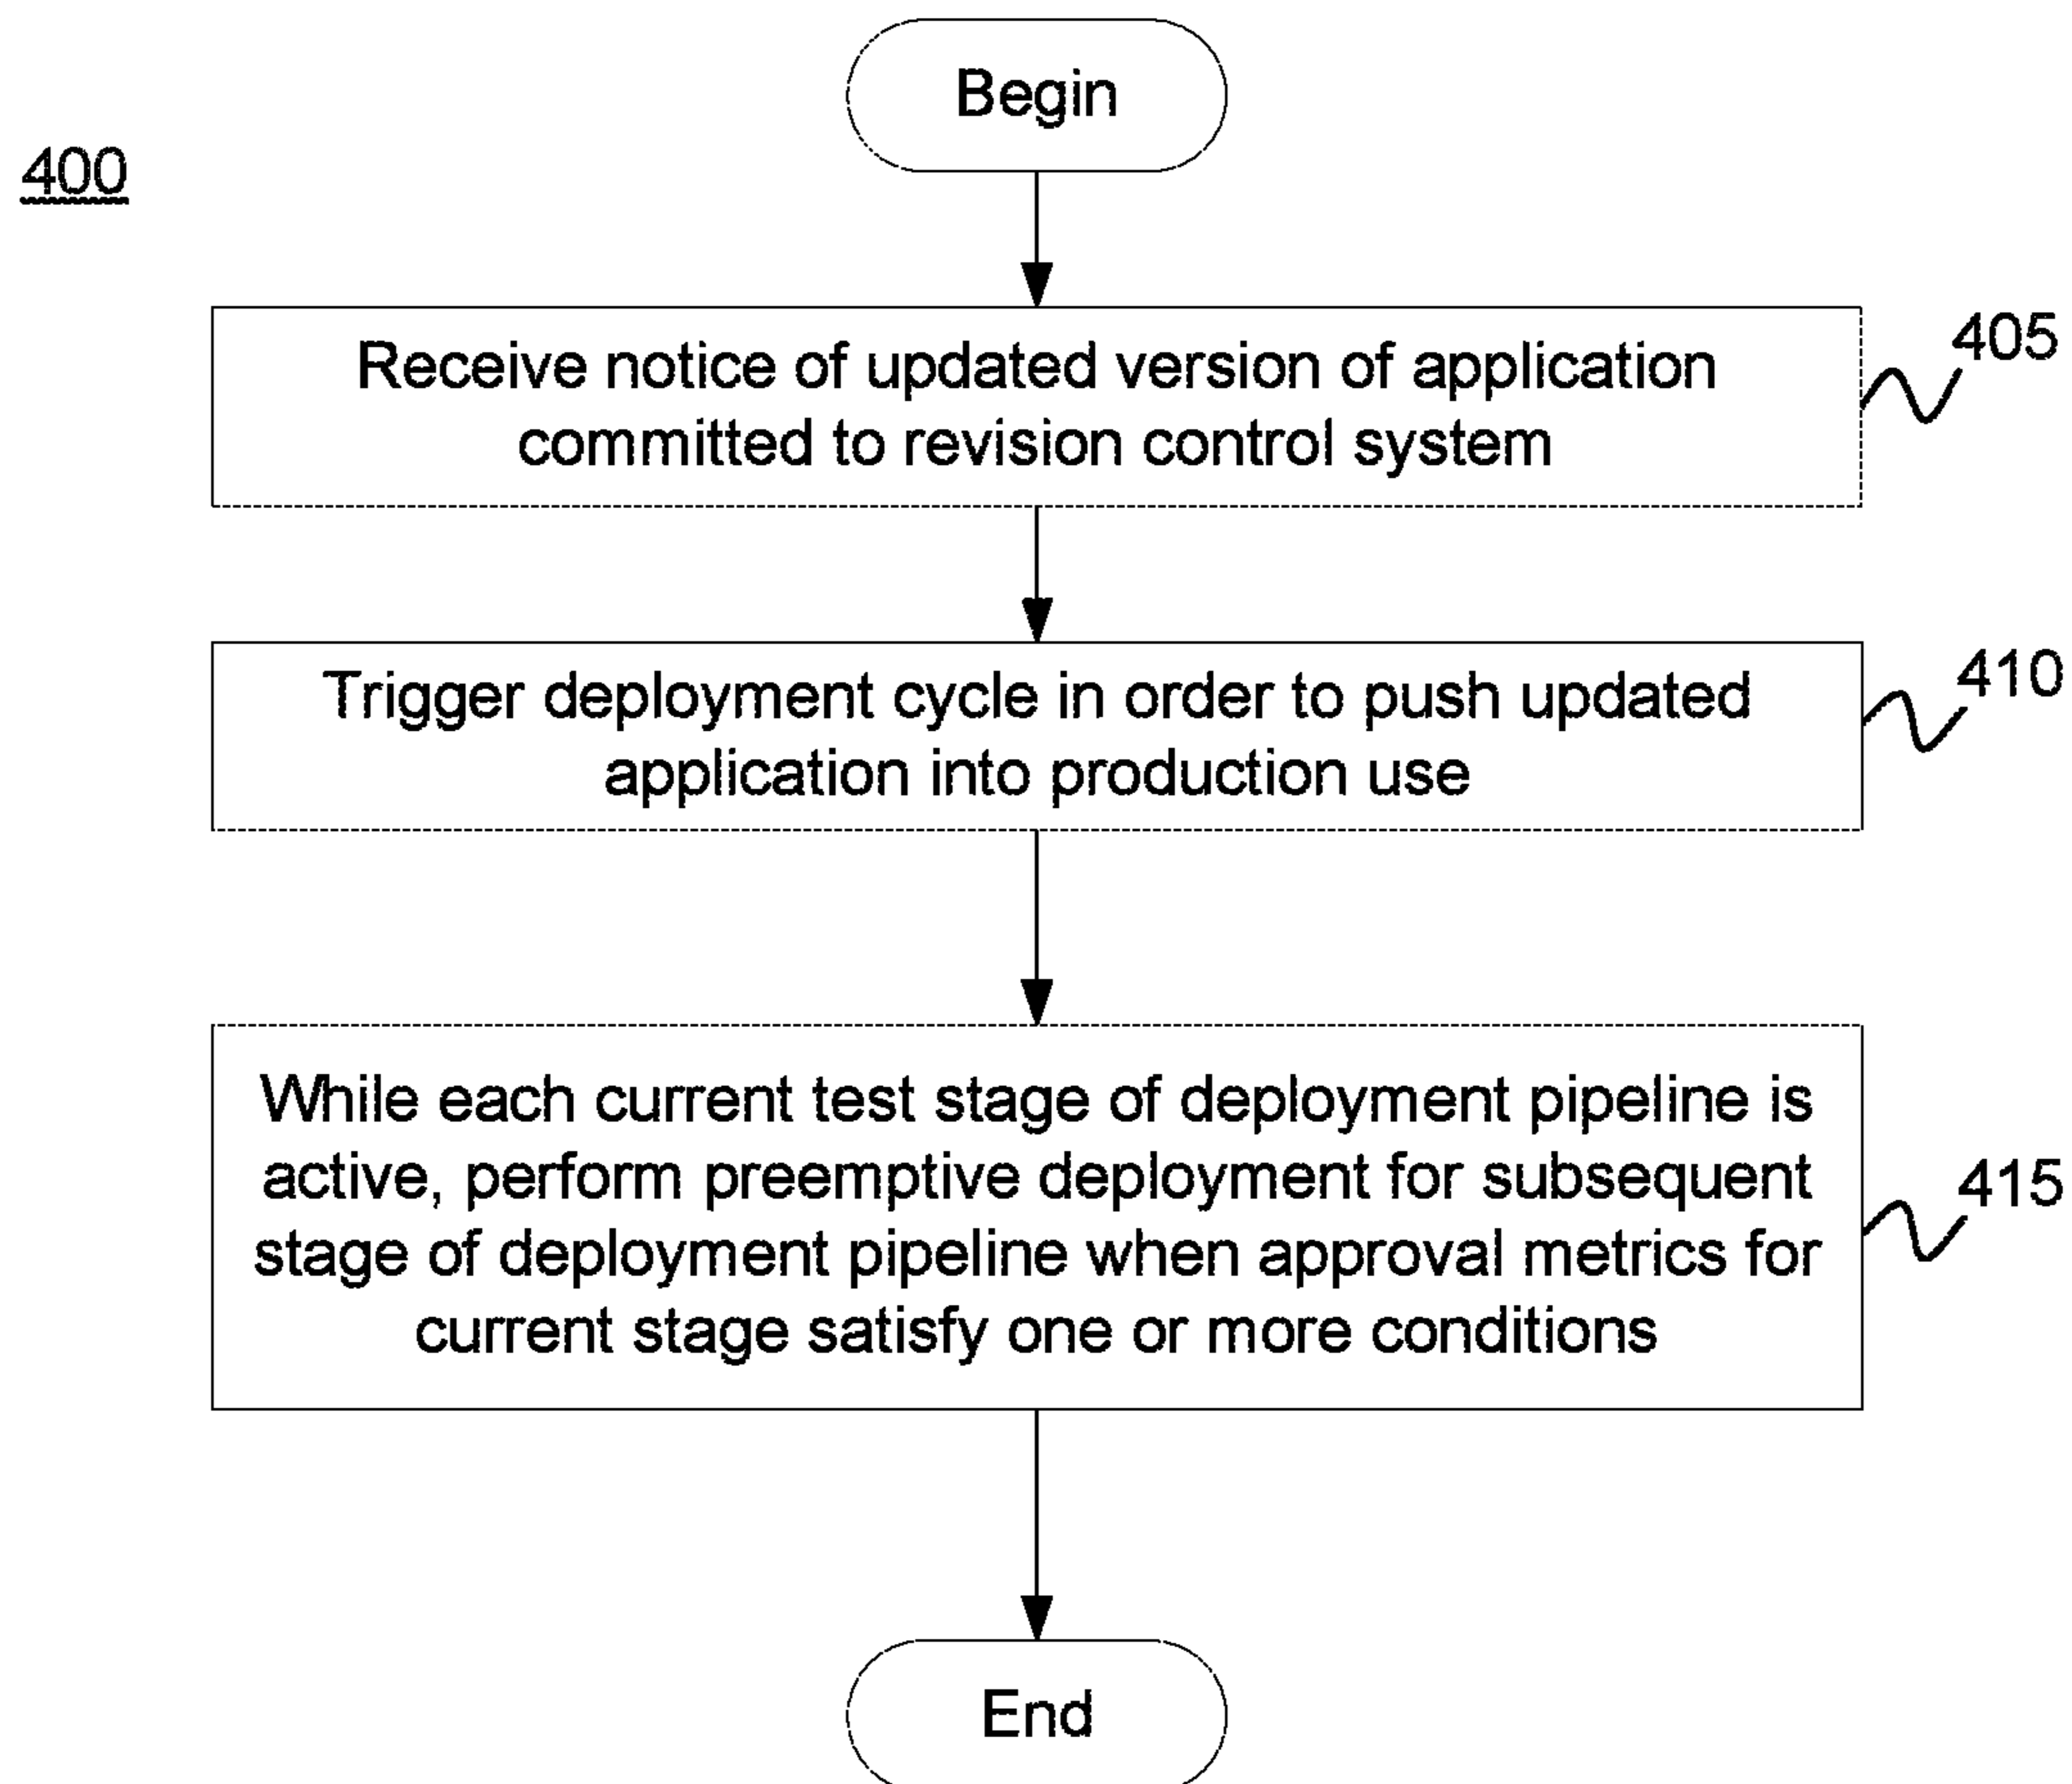 Begin
400
Receive notice of updated version of application
committed to revision control system
405
Trigger deployment cycle in order to push updated
application into production use
410
While each current test stage of deployment pipeline is
active, perform preemptive deployment for subsequent
stage of deployment pipeline when approval metrics for
current stage satisfy one or more conditions
415
End